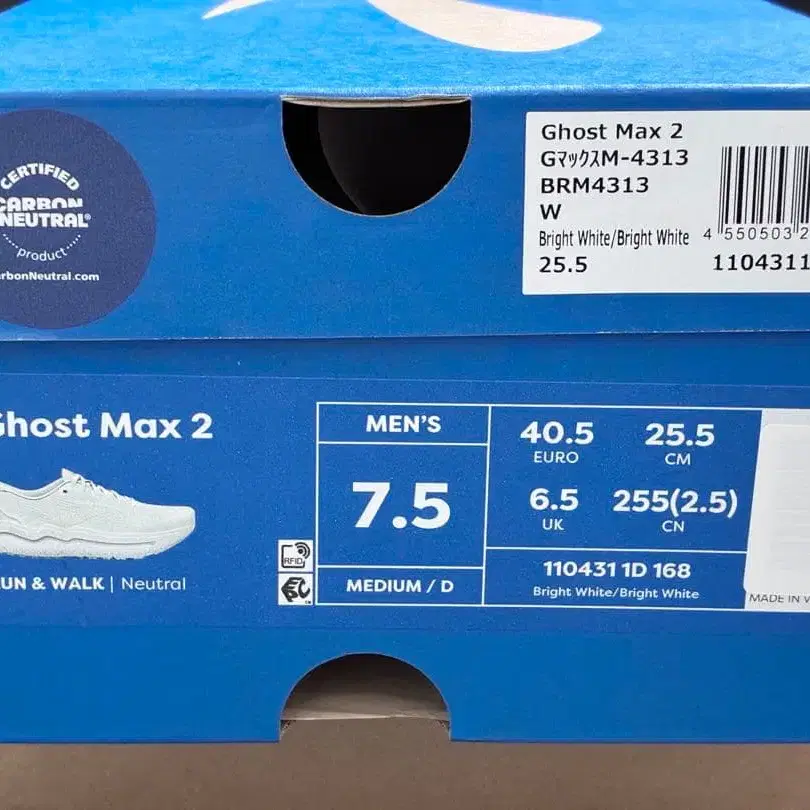 CERTIFIED
CARBON
NEUTRAL®
product
rbonNeutral.com
Ghost Max 2
GマックスM-4313
BRM4313
W
Bright White/Bright White
25.5
4 550503 2
1104311
Ghost Max 2
UN & WALK | Neutral
RFID
MEN'S
7.5
MEDIUM / D
40.5
EURO
25.5
CM
6.5
UK
255(2.5)
CN
110431 1D 168
Bright White/Bright White
MADE IN V